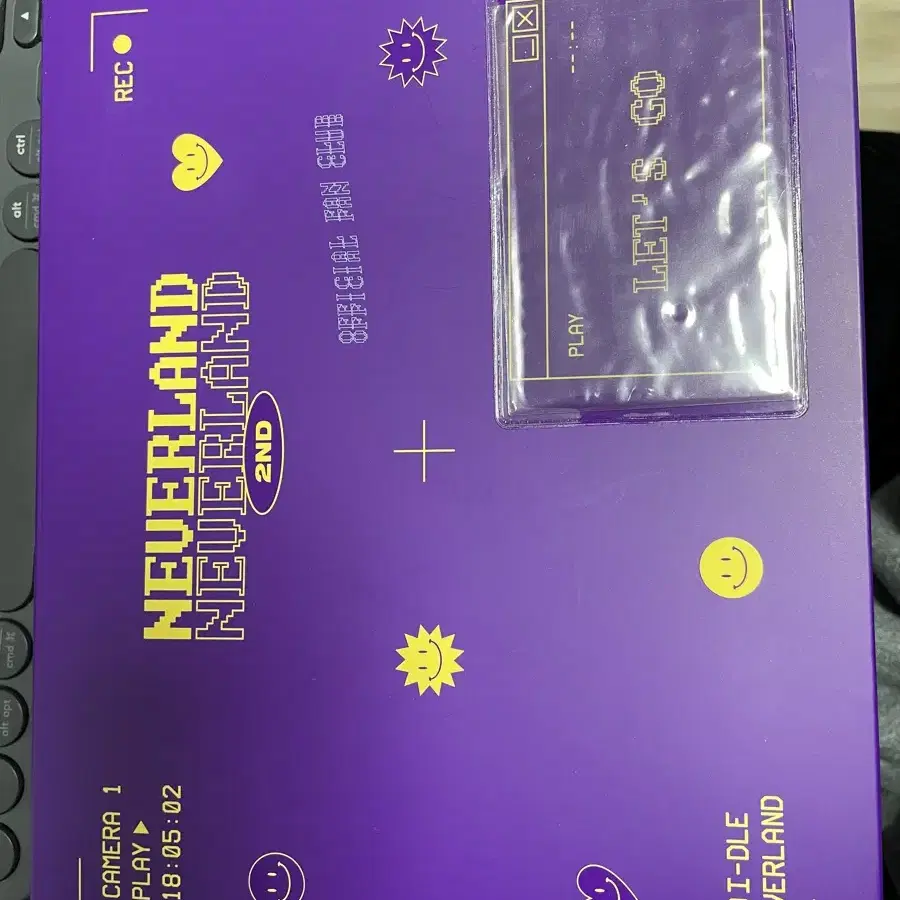 REC
OFFICIAL FAN CLUB
NEVERLAND
NEVERLAND
2ND
LET'S GO
PLAY
--:--
CAMERA 1
PLAY ▶
18:05:02
I-DLE
VERLAND
ctrl
alt
cmd ⌘
cmd ⌘
alt opt